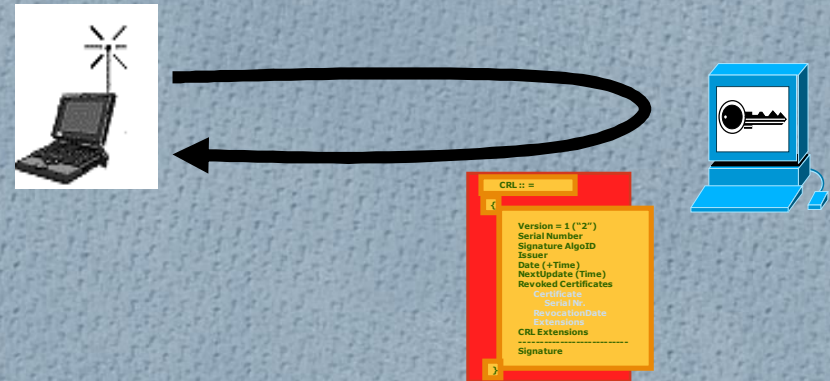 CRL :: =
{
Version = 1 (“2”)
Serial Number
Signature AlgoID
Issuer
Date (+Time)
NextUpdate (Time)
Revoked Certificates
Certificate
Serial Nr.
RevocationDate
Extensions
CRL Extensions
---------------------------
Signature
}